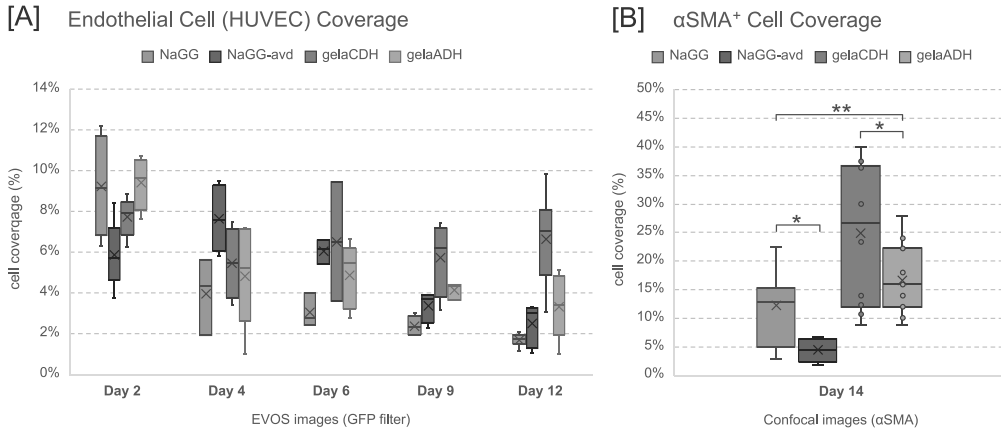 [A] Endothelial Cell (HUVEC) Coverage
NaGG NaGG-avd gelaCDH gelaADH
14%
12%
10%
8%
6%
4%
2%
0%
cell coverqage (%)
Day 2 Day 4 Day 6 Day 9 Day 12
EVOS images (GFP filter)
[B] αSMA⁺ Cell Coverage
NaGG NaGG-avd gelaCDH gelaADH
50%
45%
40%
35%
30%
25%
20%
15%
10%
5%
0%
cell coverage (%)
**
*
*
Day 14
Confocal images (αSMA)